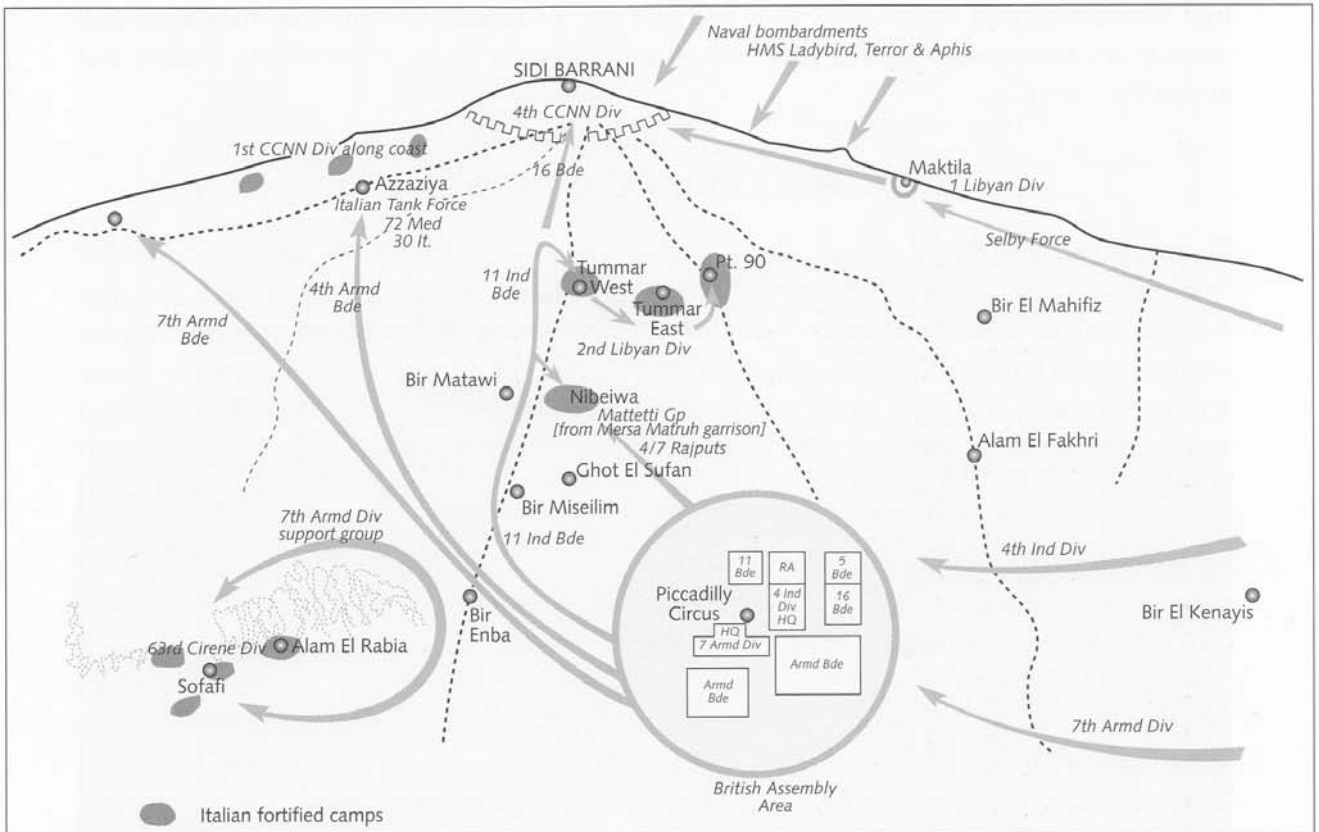 Naval bombardments
HMS Ladybird, Terror & Aphis
SIDI BARRANI
4th CCNN Div
1st CCNN Div along coast
16 Bde
Maktila
1 Libyan Div
Azzaziya
Italian Tank Force
72 Med
30 lt.
Selby Force
Tummar
West
Pt. 90
11 Ind
Bde
4th Armd
Bde
7th Armd
Bde
Tummar
East
Bir El Mahifiz
2nd Libyan Div
Bir Matawi
Nibeiwa
Mattetti Gp
[from Mersa Matruh garrison]
4/7 Rajputs
Alam El Fakhri
Ghot El Sufan
Bir Miseilim
7th Armd Div
support group
11 Ind Bde
4th Ind Div
11
Bde
RA
5
Bde
Piccadilly
Circus
4 Ind
Div
HQ
16
Bde
Bir
Enba
Bir El Kenayis
HQ
7 Armd Div
63rd Cirene Div
Alam El Rabia
Armd Bde
Sofafi
Armd
Bde
7th Armd Div
British Assembly
Area
Italian fortified camps